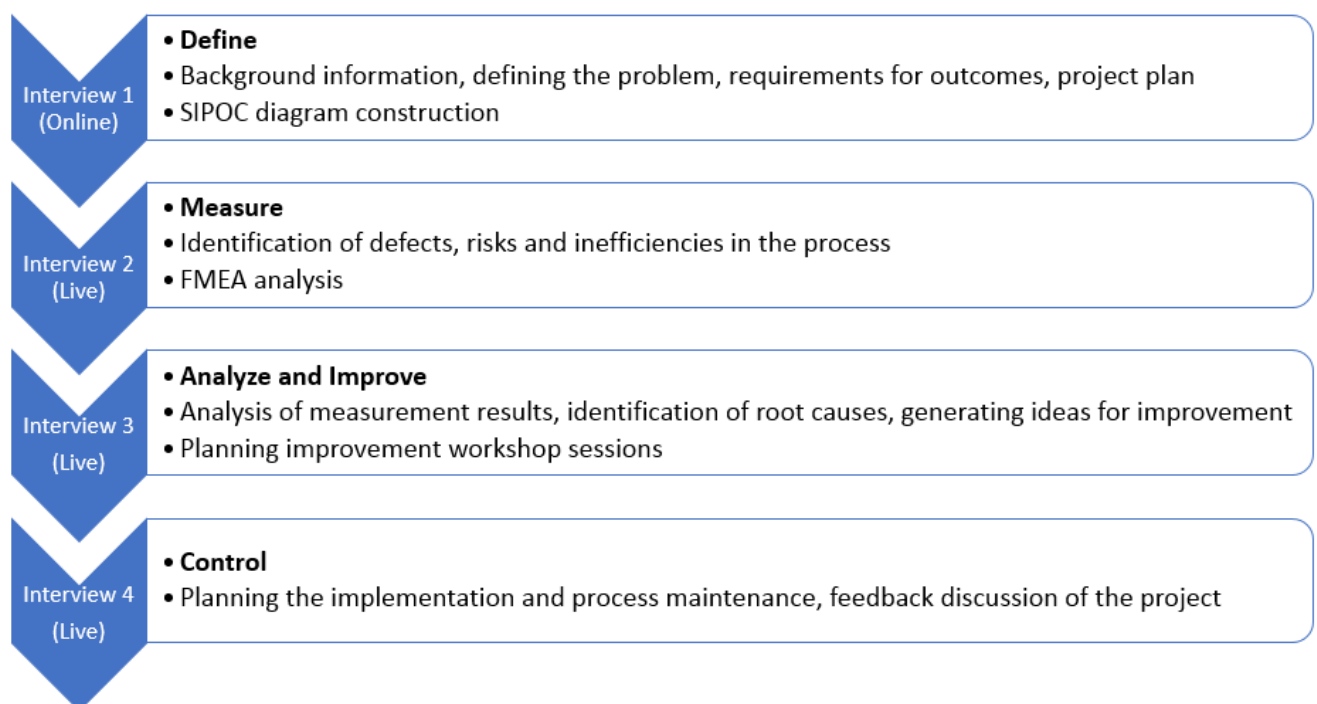 Interview 1
(Online)
• Define
• Background information, defining the problem, requirements for outcomes, project plan
• SIPOC diagram construction
Interview 2
(Live)
• Measure
• Identification of defects, risks and inefficiencies in the process
• FMEA analysis
Interview 3
(Live)
• Analyze and Improve
• Analysis of measurement results, identification of root causes, generating ideas for improvement
• Planning improvement workshop sessions
Interview 4
(Live)
• Control
• Planning the implementation and process maintenance, feedback discussion of the project